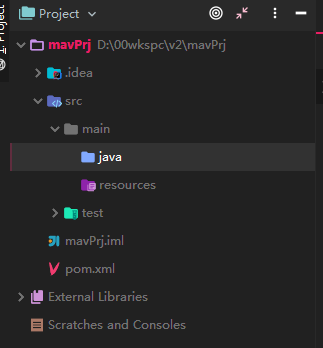 Project
Project
mavPrj D:\00wkspc\v2\mavPrj
.idea
src
main
java
resources
test
mavPrj.iml
pom.xml
External Libraries
Scratches and Consoles